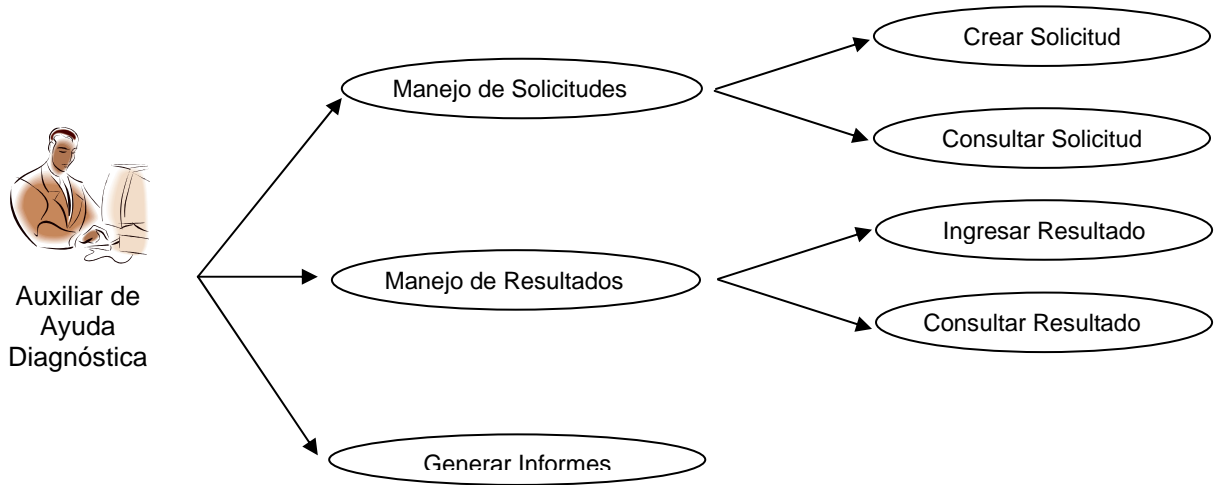 Crear Solicitud
Manejo de Solicitudes
Consultar Solicitud
Ingresar Resultado
Auxiliar de
Ayuda
Diagnóstica
Manejo de Resultados
Consultar Resultado
Generar Informes